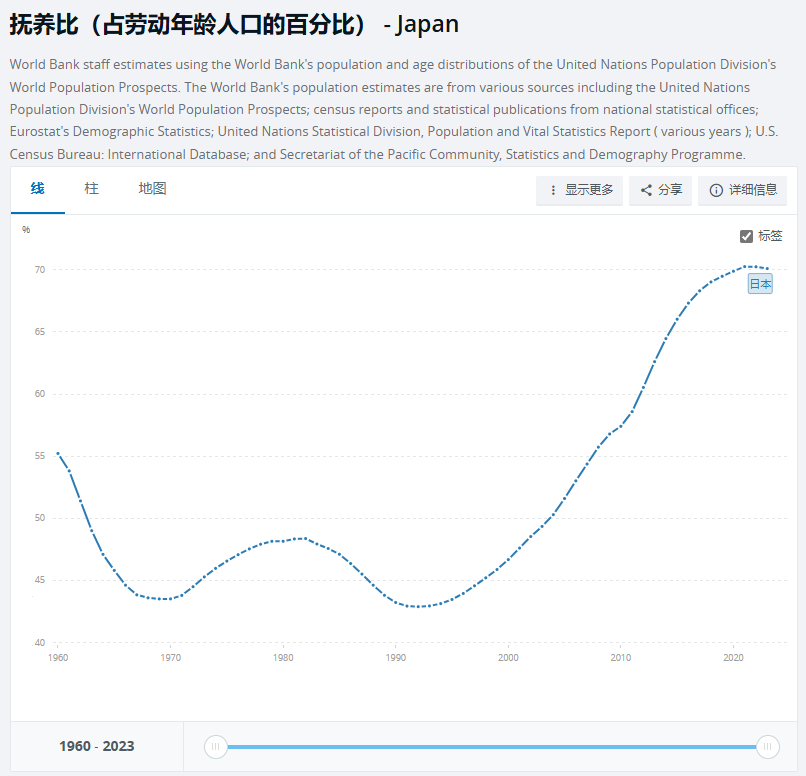 抚养比（占劳动年龄人口的百分比） - Japan
World Bank staff estimates using the World Bank's population and age distributions of the United Nations Population Division's
World Population Prospects. The World Bank's population estimates are from various sources including the United Nations
Population Division's World Population Prospects; census reports and statistical publications from national statistical offices;
Eurostat's Demographic Statistics; United Nations Statistical Division, Population and Vital Statistics Report ( various years ); U.S.
Census Bureau: International Database; and Secretariat of the Pacific Community, Statistics and Demography Programme.
线 柱 地图 显示更多 分享 详细信息
%
标签
70
日本
65
60
55
50
45
40
1960 1970 1980 1990 2000 2010 2020
1960 - 2023